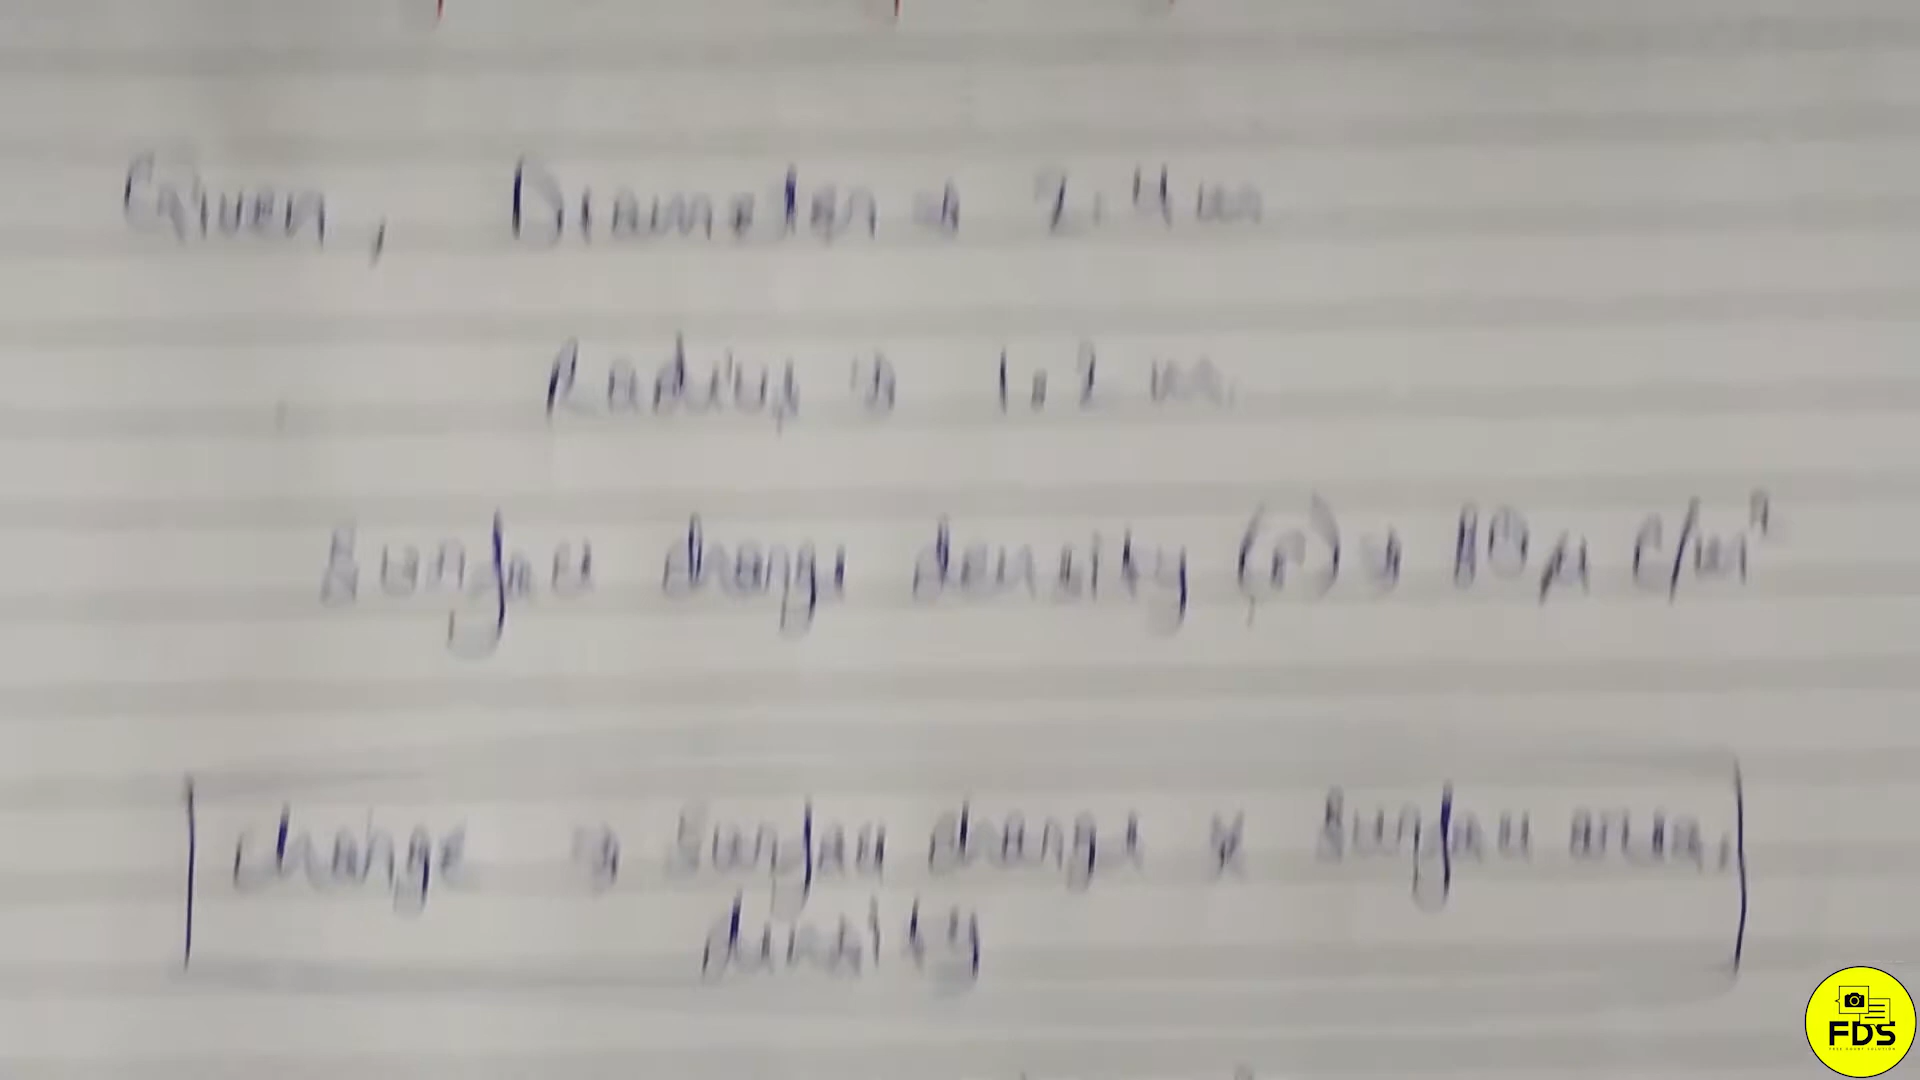 Given, Diameter => 2.4 m
Radius => 1.2 m.
Surface charge density (σ) => 80 μ C/m²
Charge => Surface charge × Surface area.
density
FDS